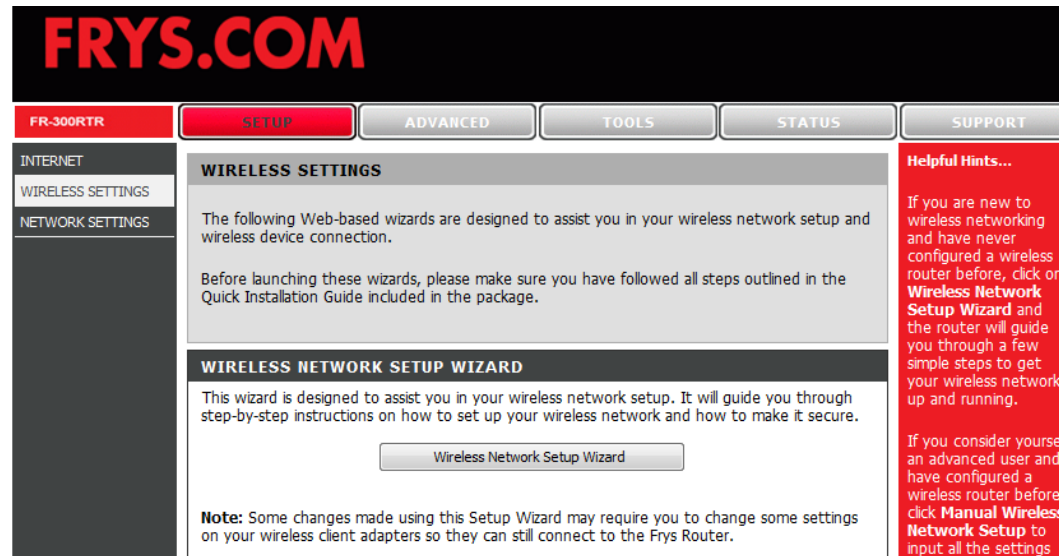 FRYS.COM
FR-300RTR
SETUP
ADVANCED
TOOLS
STATUS
SUPPORT
INTERNET
WIRELESS SETTINGS
NETWORK SETTINGS
WIRELESS SETTINGS
The following Web-based wizards are designed to assist you in your wireless network setup and
wireless device connection.
Before launching these wizards, please make sure you have followed all steps outlined in the
Quick Installation Guide included in the package.
WIRELESS NETWORK SETUP WIZARD
This wizard is designed to assist you in your wireless network setup. It will guide you through
step-by-step instructions on how to set up your wireless network and how to make it secure.
Wireless Network Setup Wizard
Note: Some changes made using this Setup Wizard may require you to change some settings
on your wireless client adapters so they can still connect to the Frys Router.
Helpful Hints...
If you are new to
wireless networking
and have never
configured a wireless
router before, click on
Wireless Network
Setup Wizard and
the router will guide
you through a few
simple steps to get
your wireless network
up and running.
If you consider yourse
an advanced user and
have configured a
wireless router before
click Manual Wireless
Network Setup to
input all the settings